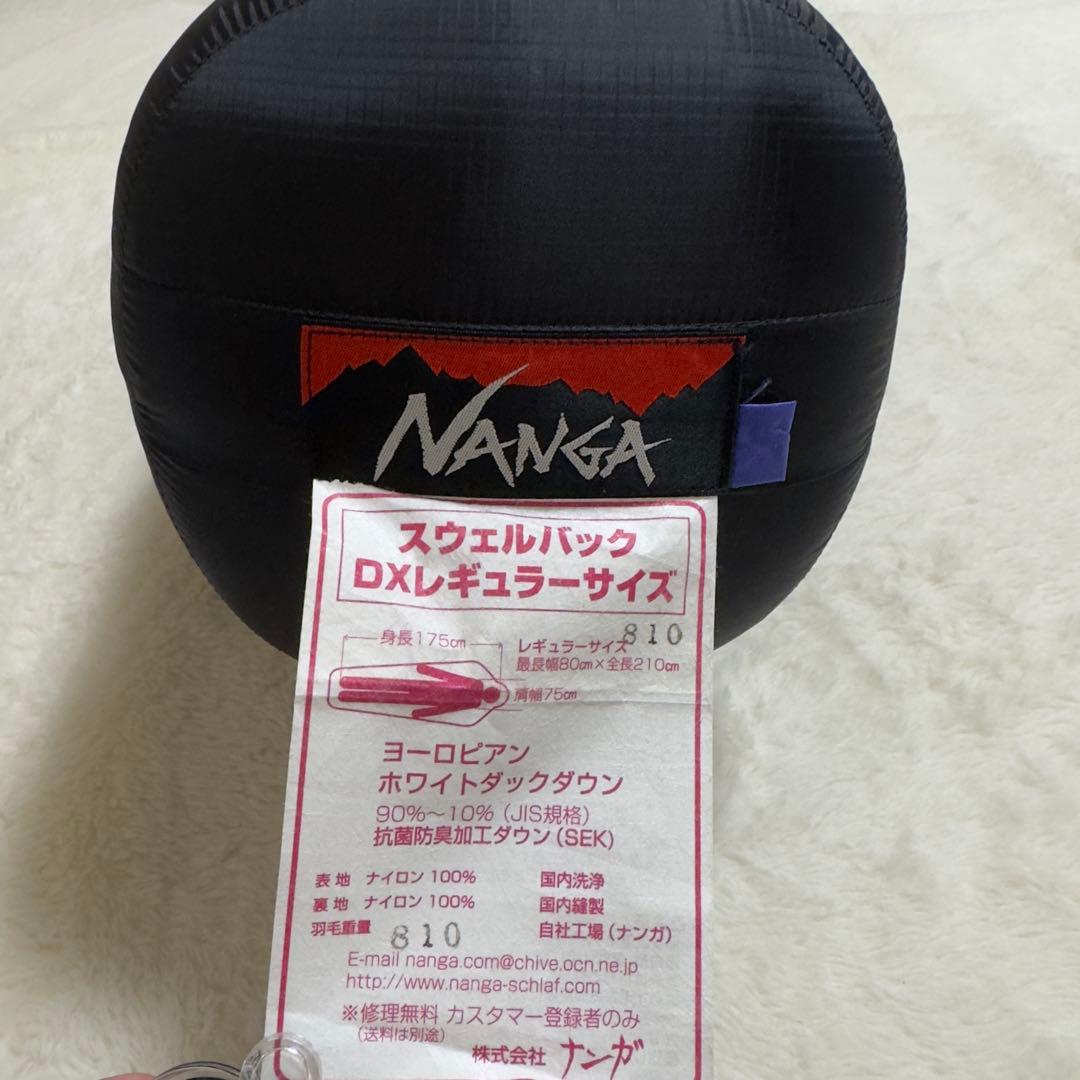 NANGA
スウェルバック
DXレギュラーサイズ
810
身長175cm
レギュラーサイズ
最長幅80cm×全長210cm
肩幅75cm
ヨーロピアン
ホワイトダックダウン
90%～10%(JIS規格)
抗菌防臭加工ダウン(SEK)
表地 ナイロン100% 国内洗浄
裏地 ナイロン100% 国内縫製
羽毛重量 810 自社工場(ナンガ)
E-mail nanga.com@chive.ocn.ne.jp
http://www.nanga-schlaf.com
※修理無料 カスタマー登録者のみ
(送料は別途)
株式会社 ナンガ